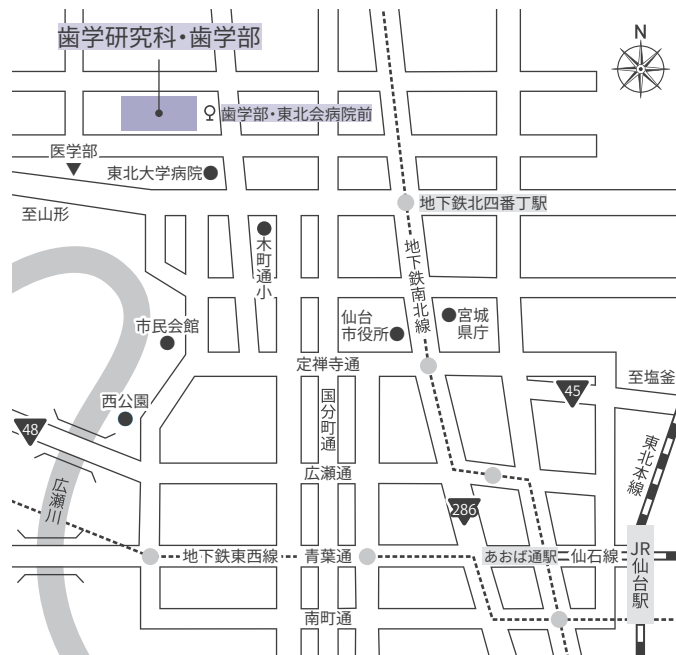 歯学研究科・歯学部
N
歯学部・東北会病院前
医学部
東北大学病院
至山形
地下鉄北四番丁駅
木町通小
地下鉄南北線
仙台
市役所
宮城
県庁
市民会館
定禅寺通
至塩釜
45
西公園
国分町通
48
東北本線
広瀬通
広瀬川
286
地下鉄東西線
青葉通
あおば通駅
仙石線
JR
仙台駅
南町通